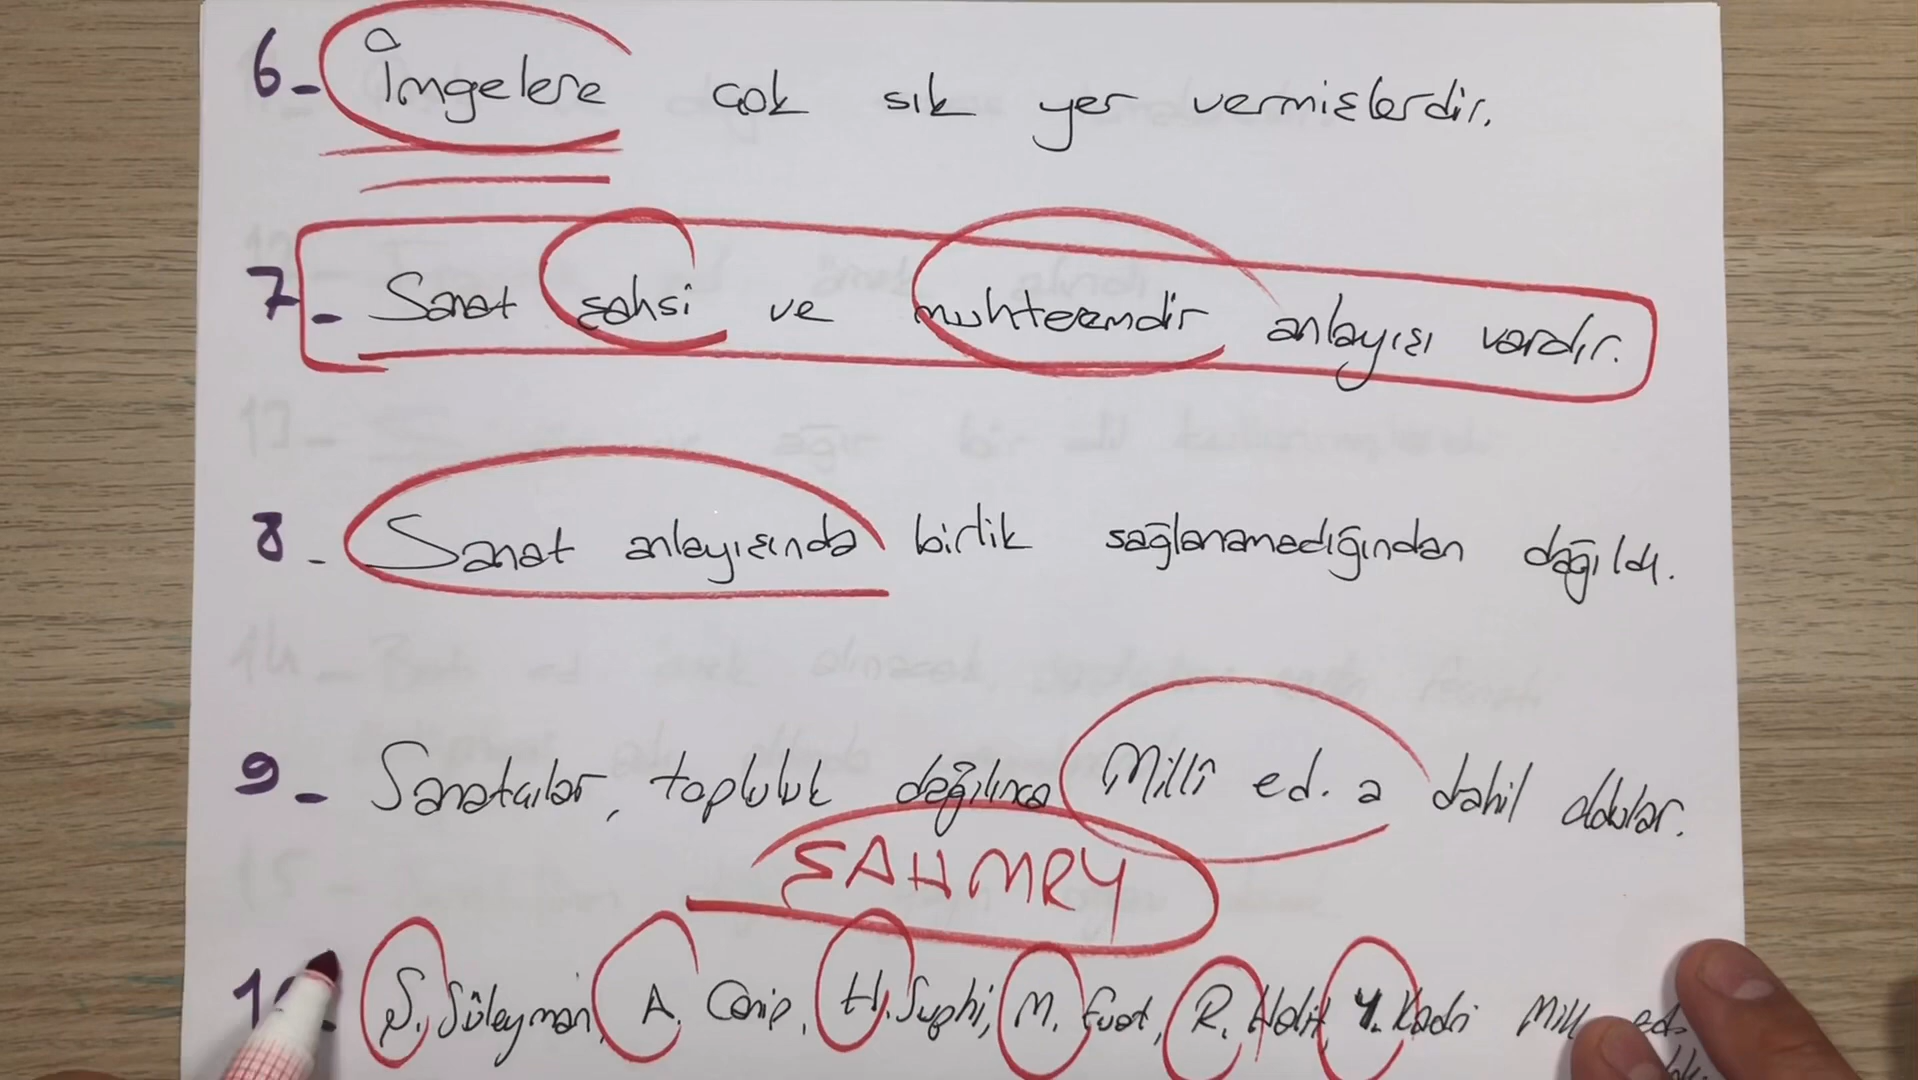 6- İmgelere çok sık yer vermişlerdir.
7- Sanat şahsi ve muhteremdir anlayışı vardır.
8- Sanat anlayışında birlik sağlanamadığından dağıldı.
9- Sanatçılar, topluluk dağılınca Millî ed. a dahil oldular.
ŞAHMRY
Ş. Süleyman, A. Canip, H. Suphi, M. Fuat, R. Halit, Y. Kadri